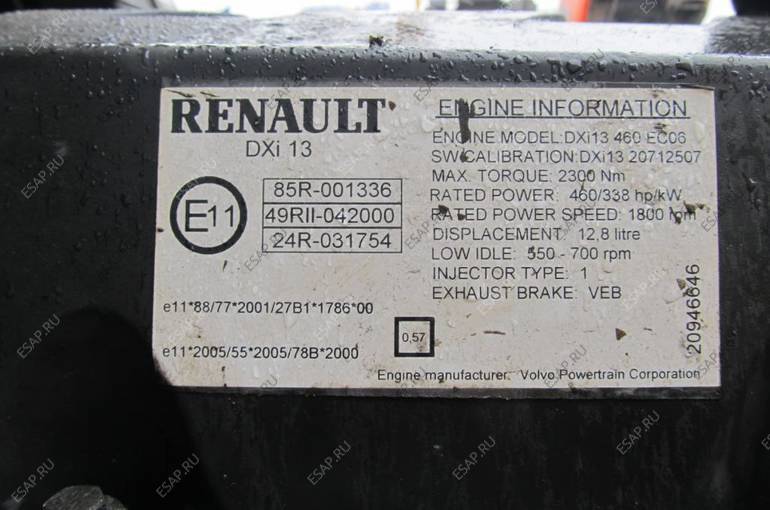 RENAULT
DXi 13
E11
85R-001336
49RII-042000
24R-031754
e11*88/77*2001/27B1*1786*00
e11*2005/55*2005/78B*2000
0,57
ENGINE INFORMATION
ENGINE MODEL:DXi13 460 EC06
SW/CALIBRATION:DXi13 20712507
MAX. TORQUE: 2300 Nm
RATED POWER: 460/338 hp/kW
RATED POWER SPEED: 1800 rpm
DISPLACEMENT: 12,8 litre
LOW IDLE: 550 - 700 rpm
INJECTOR TYPE: 1
EXHAUST BRAKE: VEB
20946646
Engine manufacturer. Volvo Powertrain Corporation
ESAP.RU